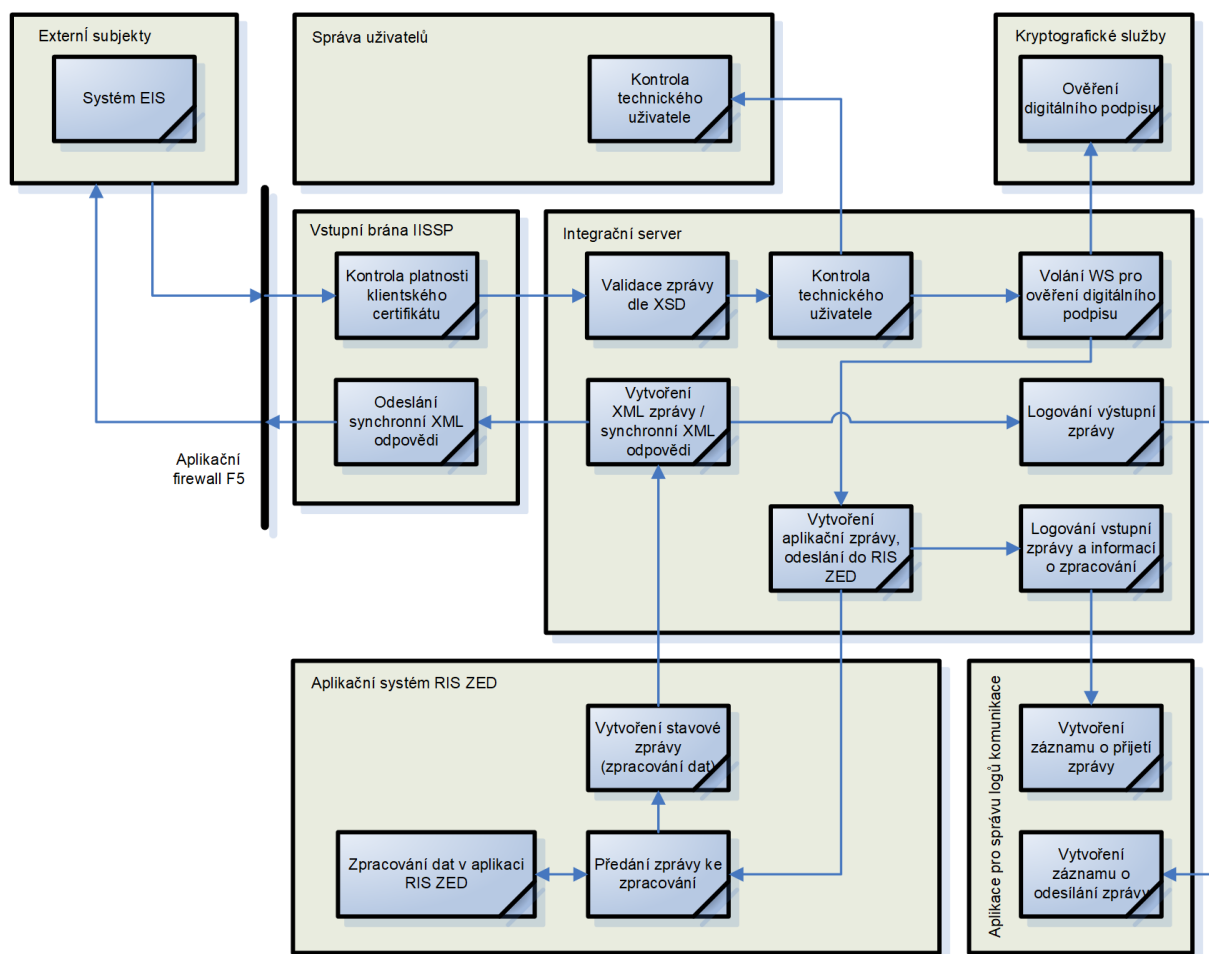 Externí subjekty
Systém EIS
Správa uživatelů
Kontrola
technického
uživatele
Kryptografické služby
Ověření
digitálního podpisu
Aplikační
firewall F5
Vstupní brána IISSP
Kontrola platnosti
klientského
certifikátu
Odeslání
synchronní XML
odpovědi
Integrační server
Validace zprávy
dle XSD
Kontrola
technického
uživatele
Volání WS pro
ověření digitálního
podpisu
Vytvoření
XML zprávy /
synchronní XML
odpovědi
Logování výstupní
zprávy
Vytvoření
aplikační zprávy,
odeslání do RIS
ZED
Logování vstupní
zprávy a informací
o zpracování
Aplikační systém RIS ZED
Vytvoření stavové
zprávy
(zpracování dat)
Zpracování dat v aplikaci
RIS ZED
Předání zprávy ke
zpracování
Aplikace pro správu logů komunikace
Vytvoření
záznamu o přijetí
zprávy
Vytvoření
záznamu o
odesílání zprávy